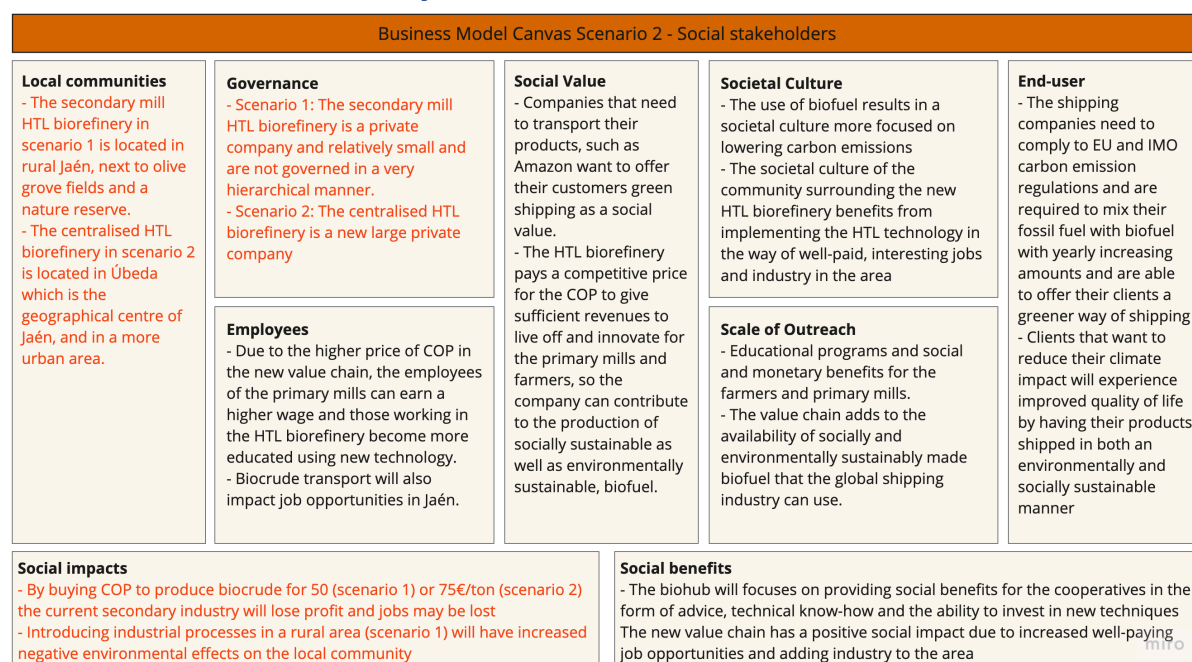 Business Model Canvas Scenario 2 - Social stakeholders
Local communities
- The secondary mill
HTL biorefinery in
scenario 1 is located in
rural Jaén, next to olive
grove fields and a
nature reserve.
- The centralised HTL
biorefinery in scenario 2
is located in Úbeda
which is the
geographical centre of
Jaén, and in a more
urban area.
Governance
- Scenario 1: The secondary mill
HTL biorefinery is a private
company and relatively small and
are not governed in a very
hierarchical manner.
- Scenario 2: The centralised HTL
biorefinery is a new large private
company
Employees
- Due to the higher price of COP in
the new value chain, the employees
of the primary mills can earn a
higher wage and those working in
the HTL biorefinery become more
educated using new technology.
- Biocrude transport will also
impact job opportunities in Jaén.
Social Value
- Companies that need
to transport their
products, such as
Amazon want to offer
their customers green
shipping as a social
value.
- The HTL biorefinery
pays a competitive price
for the COP to give
sufficient revenues to
live off and innovate for
the primary mills and
farmers, so the
company can contribute
to the production of
socially sustainable as
well as environmentally
sustainable, biofuel.
Societal Culture
- The use of biofuel results in a
societal culture more focused on
lowering carbon emissions
- The societal culture of the
community surrounding the new
HTL biorefinery benefits from
implementing the HTL technology in
the way of well-paid, interesting jobs
and industry in the area
Scale of Outreach
- Educational programs and social
and monetary benefits for the
farmers and primary mills.
- The value chain adds to the
availability of socially and
environmentally sustainably made
biofuel that the global shipping
industry can use.
End-user
- The shipping
companies need to
comply to EU and IMO
carbon emission
regulations and are
required to mix their
fossil fuel with biofuel
with yearly increasing
amounts and are able
to offer their clients a
greener way of shipping
- Clients that want to
reduce their climate
impact will experience
improved quality of life
by having their products
shipped in both an
environmentally and
socially sustainable
manner
Social impacts
- By buying COP to produce biocrude for 50 (scenario 1) or 75€/ton (scenario 2)
the current secondary industry will lose profit and jobs may be lost
- Introducing industrial processes in a rural area (scenario 1) will have increased
negative environmental effects on the local community
Social benefits
- The biohub will focuses on providing social benefits for the cooperatives in the
form of advice, technical know-how and the ability to invest in new techniques
The new value chain has a positive social impact due to increased well-paying
job opportunities and adding industry to the area
miro